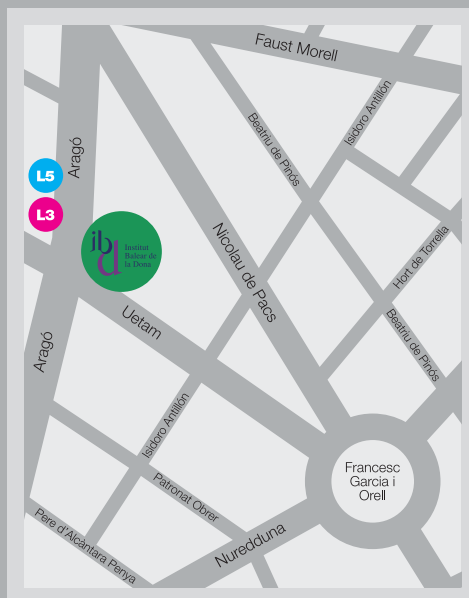 Faust Morell
Isidoro Antillón
Beatriu de Pinós
Aragó
L5
L3
jbd
Institut
Balear de
la Dona
Nicolau de Pacs
Hort de Torrella
Uetam
Beatriu de Pinós
Aragó
Isidoro Antillón
Francesc
Garcia i
Orell
Patronat Obrer
Nuredduna
Pere d'Alcàntara Penya